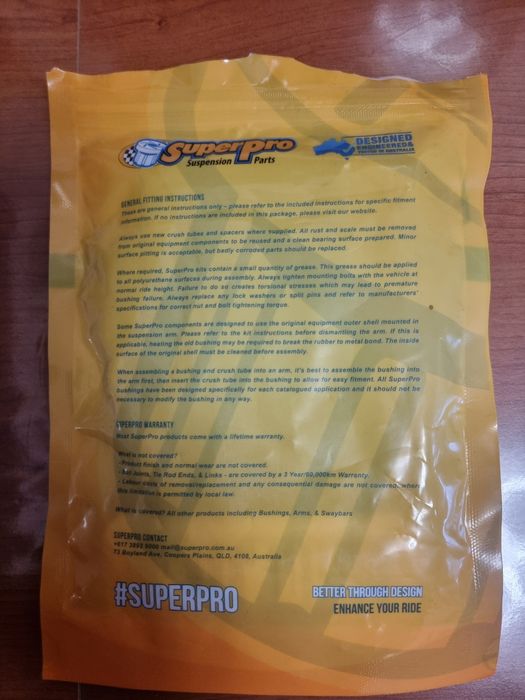 SuperPro
Suspension Parts
DESIGNED
ENGINEERED &
TESTED IN AUSTRALIA
GENERAL FITTING INSTRUCTIONS
These are general instructions only – please refer to the included instructions for specific fitment
information. If no instructions are included in this package, please visit our website.
Always use new crush tubes and spacers where supplied. All rust and scale must be removed
from original equipment components to be reused and a clean bearing surface prepared. Minor
surface pitting is acceptable, but badly corroded parts should be replaced.
Where required, SuperPro kits contain a small quantity of grease. This grease should be applied
to all polyurethane surfaces during assembly. Always tighten mounting bolts with the vehicle at
normal ride height. Failure to do so creates torsional stresses which may lead to premature
bushing failure. Always replace any lock washers or split pins and refer to manufacturers'
specifications for correct nut and bolt tightening torque.
Some SuperPro components are designed to use the original equipment outer shell mounted in
the suspension arm. Please refer to the kit instructions before dismantling the arm. If this is
applicable, heating the old bushing may be required to break the rubber to metal bond. The inside
surface of the original shell must be cleaned before assembly.
When assembling a bushing and crush tube into an arm, it's best to assemble the bushing into
the arm first, then insert the crush tube into the bushing to allow for easy fitment. All SuperPro
bushings have been designed specifically for each catalogued application and it should not be
necessary to modify the bushing in any way.
SUPERPRO WARRANTY
Most SuperPro products come with a lifetime warranty.
What is not covered?
- Product finish and normal wear are not covered.
- Ball Joints, Tie Rod Ends, & Links - are covered by a 3 Year/60,000km Warranty.
- Labour costs of removal/replacement and any consequential damage are not covered, where
this limitation is permitted by local law.
What is covered? All other products including Bushings, Arms, & Swaybars
SUPERPRO CONTACT
+617 3893 9000 mail@superpro.com.au
73 Boyland Ave, Coopers Plains, QLD, 4108, Australia
#SUPERPRO
BETTER THROUGH DESIGN
ENHANCE YOUR RIDE